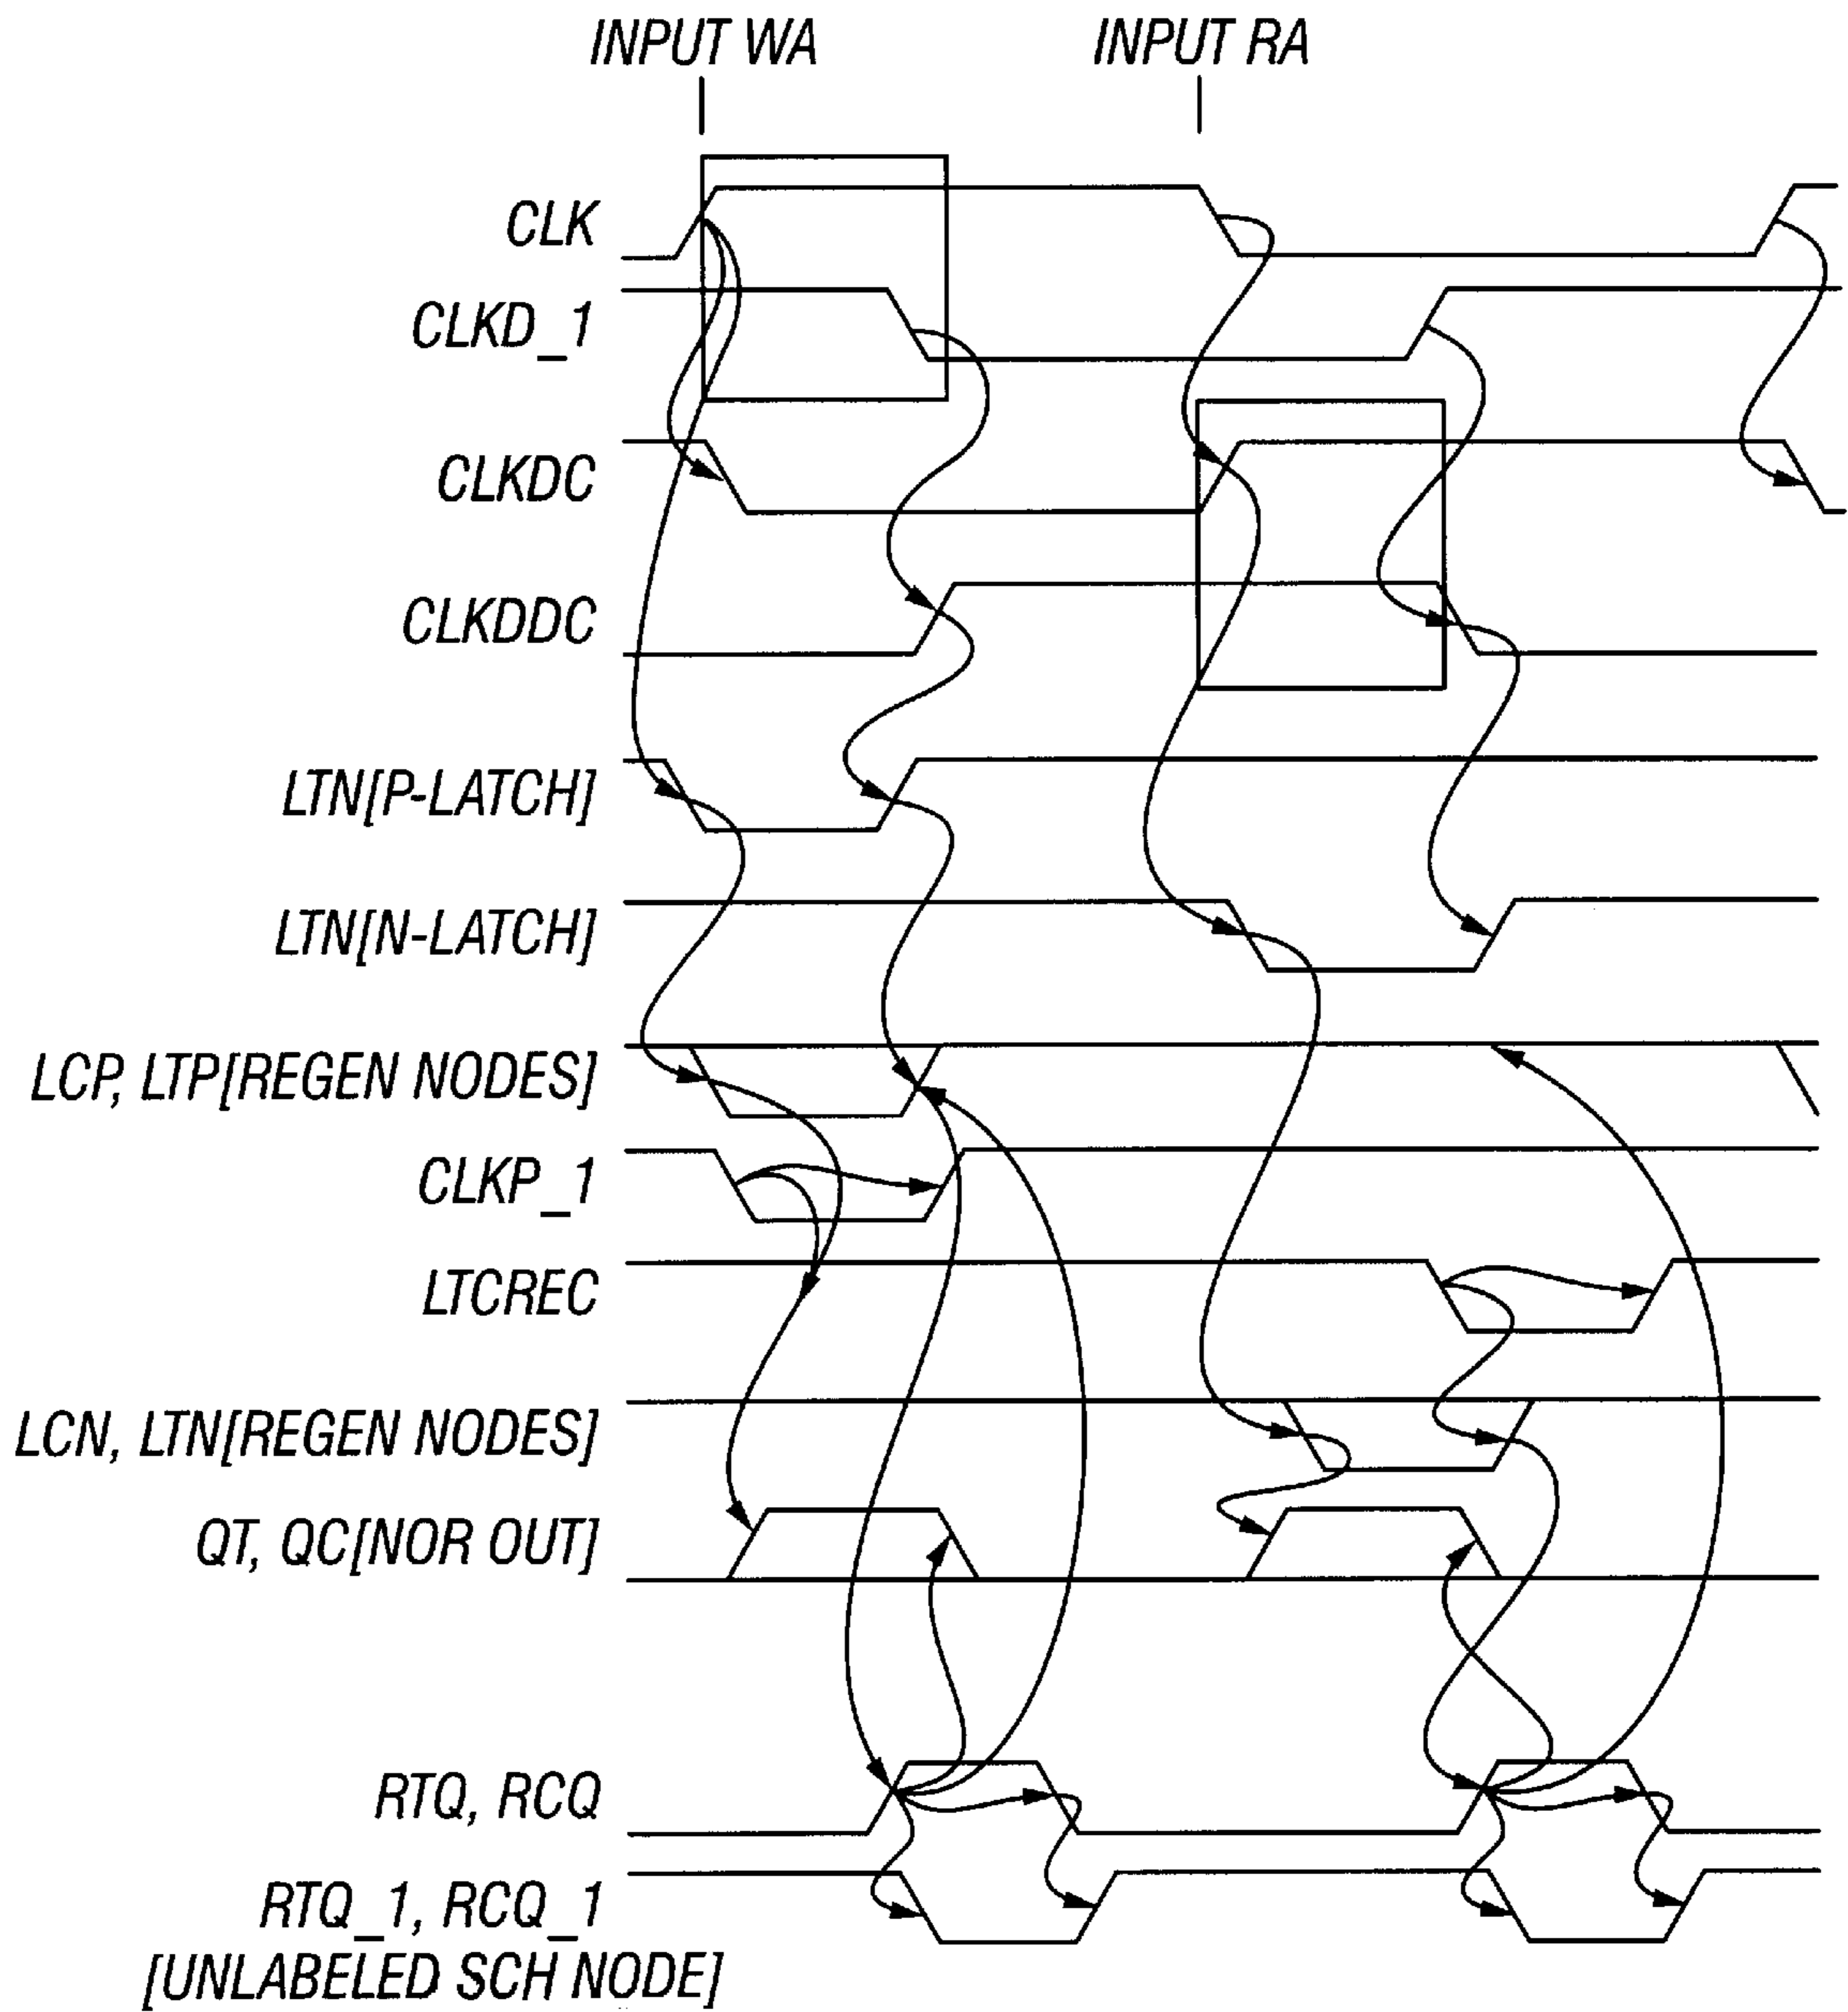 INPUT WA
INPUT RA
CLK
CLKD_1
CLKDC
CLKDDC
LTN[P-LATCH]
LTN[N-LATCH]
LCP, LTP[REGEN NODES]
CLKP_1
LTCREC
LCN, LTN[REGEN NODES]
QT, QC[NOR OUT]
RTQ, RCQ
RTQ_1, RCQ_1
[UNLABELED SCH NODE]